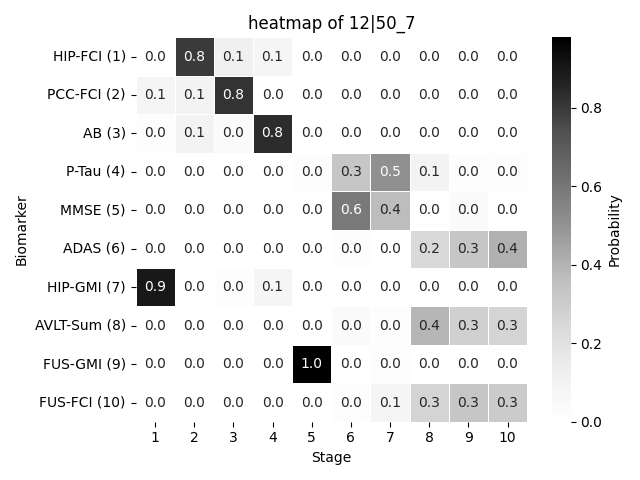 heatmap of 12|50_7
HIP-FCI (1) 0.0 0.8 0.1 0.1 0.0 0.0 0.0 0.0 0.0 0.0
PCC-FCI (2) 0.1 0.1 0.8 0.0 0.0 0.0 0.0 0.0 0.0 0.0
AB (3) 0.0 0.1 0.0 0.8 0.0 0.0 0.0 0.0 0.0 0.0
P-Tau (4) 0.0 0.0 0.0 0.0 0.0 0.3 0.5 0.1 0.0 0.0
MMSE (5) 0.0 0.0 0.0 0.0 0.0 0.6 0.4 0.0 0.0 0.0
ADAS (6) 0.0 0.0 0.0 0.0 0.0 0.0 0.0 0.2 0.3 0.4
HIP-GMI (7) 0.9 0.0 0.0 0.1 0.0 0.0 0.0 0.0 0.0 0.0
AVLT-Sum (8) 0.0 0.0 0.0 0.0 0.0 0.0 0.0 0.4 0.3 0.3
FUS-GMI (9) 0.0 0.0 0.0 0.0 1.0 0.0 0.0 0.0 0.0 0.0
FUS-FCI (10) 0.0 0.0 0.0 0.0 0.0 0.0 0.1 0.3 0.3 0.3
1 2 3 4 5 6 7 8 9 10
Stage
Biomarker
0.8
0.6
0.4
0.2
0.0
Probability